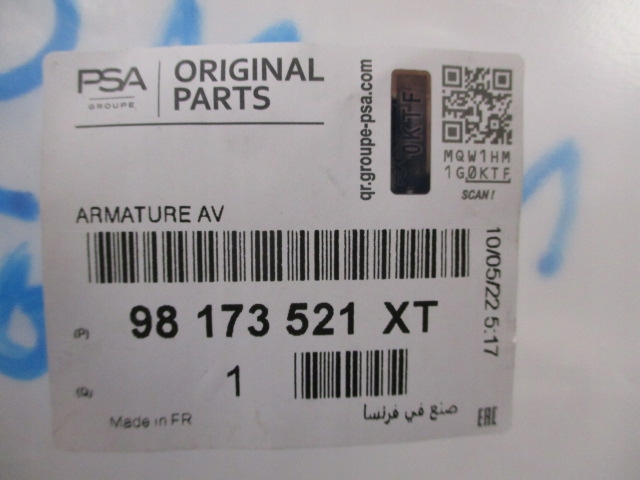 PSA
GROUPE
ORIGINAL
PARTS
qr.groupe-psa.com
0KTF
MQW1HM
1G0KTF
SCAN!
ARMATURE AV
10/05/22 5:17
(P) 98 173 521 XT
(Q) 1
Made in FR
صنع في فرنسا
EAC